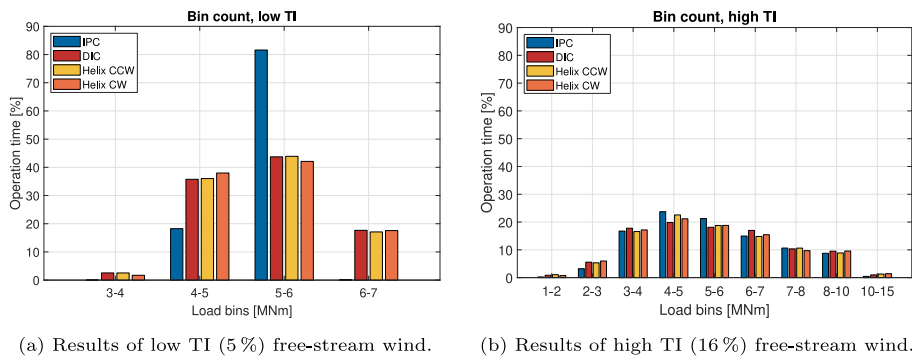 Bin count, low TI
90
80
70
60
50
40
30
20
10
0
Operation time [%]
IPC
DIC
Helix CCW
Helix CW
3-4 4-5 5-6 6-7
Load bins [MNm]
(a) Results of low TI (5 %) free-stream wind.
Bin count, high TI
90
80
70
60
50
40
30
20
10
0
Operation time [%]
IPC
DIC
Helix CCW
Helix CW
1-2 2-3 3-4 4-5 5-6 6-7 7-8 8-10 10-15
Load bins [MNm]
(b) Results of high TI (16 %) free-stream wind.